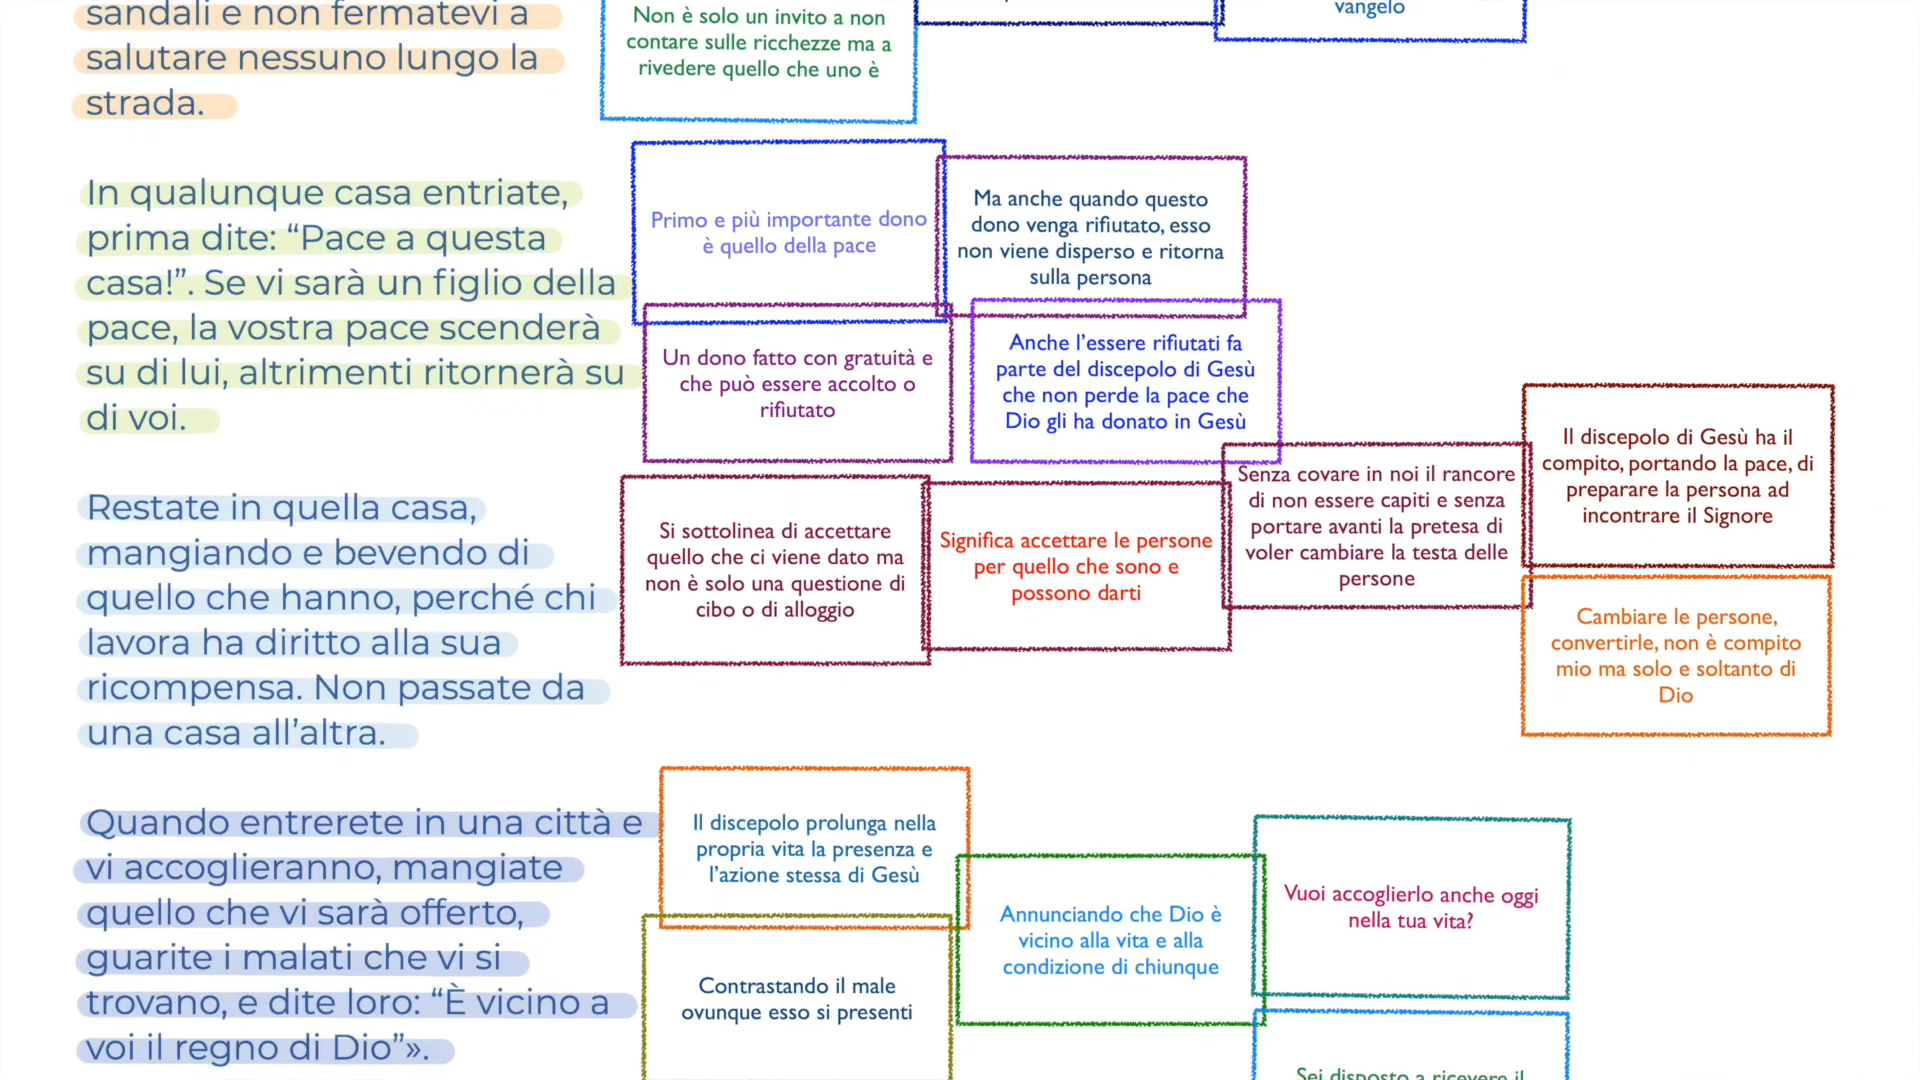 sandali e non fermatevi a
salutare nessuno lungo la
strada.
Non è solo un invito a non
contare sulle ricchezze ma a
rivedere quello che uno è
vangelo
In qualunque casa entriate,
prima dite: “Pace a questa
casa!”. Se vi sarà un figlio della
pace, la vostra pace scenderà
su di lui, altrimenti ritornerà su
di voi.
Primo e più importante dono
è quello della pace
Ma anche quando questo
dono venga rifiutato, esso
non viene disperso e ritorna
sulla persona
Un dono fatto con gratuità e
che può essere accolto o
rifiutato
Anche l’essere rifiutati fa
parte del discepolo di Gesù
che non perde la pace che
Dio gli ha donato in Gesù
Restate in quella casa,
mangiando e bevendo di
quello che hanno, perché chi
lavora ha diritto alla sua
ricompensa. Non passate da
una casa all’altra.
Si sottolinea di accettare
quello che ci viene dato ma
non è solo una questione di
cibo o di alloggio
Significa accettare le persone
per quello che sono e
possono darti
Senza covare in noi il rancore
di non essere capiti e senza
portare avanti la pretesa di
voler cambiare la testa delle
persone
Il discepolo di Gesù ha il
compito, portando la pace, di
preparare la persona ad
incontrare il Signore
Cambiare le persone,
convertirle, non è compito
mio ma solo e soltanto di
Dio
Quando entrerete in una città e
vi accoglieranno, mangiate
quello che vi sarà offerto,
guarite i malati che vi si
trovano, e dite loro: “È vicino a
voi il regno di Dio”».
Il discepolo prolunga nella
propria vita la presenza e
l’azione stessa di Gesù
Contrastando il male
ovunque esso si presenti
Annunciando che Dio è
vicino alla vita e alla
condizione di chiunque
Vuoi accoglierlo anche oggi
nella tua vita?
Sei disposto a ricevere il